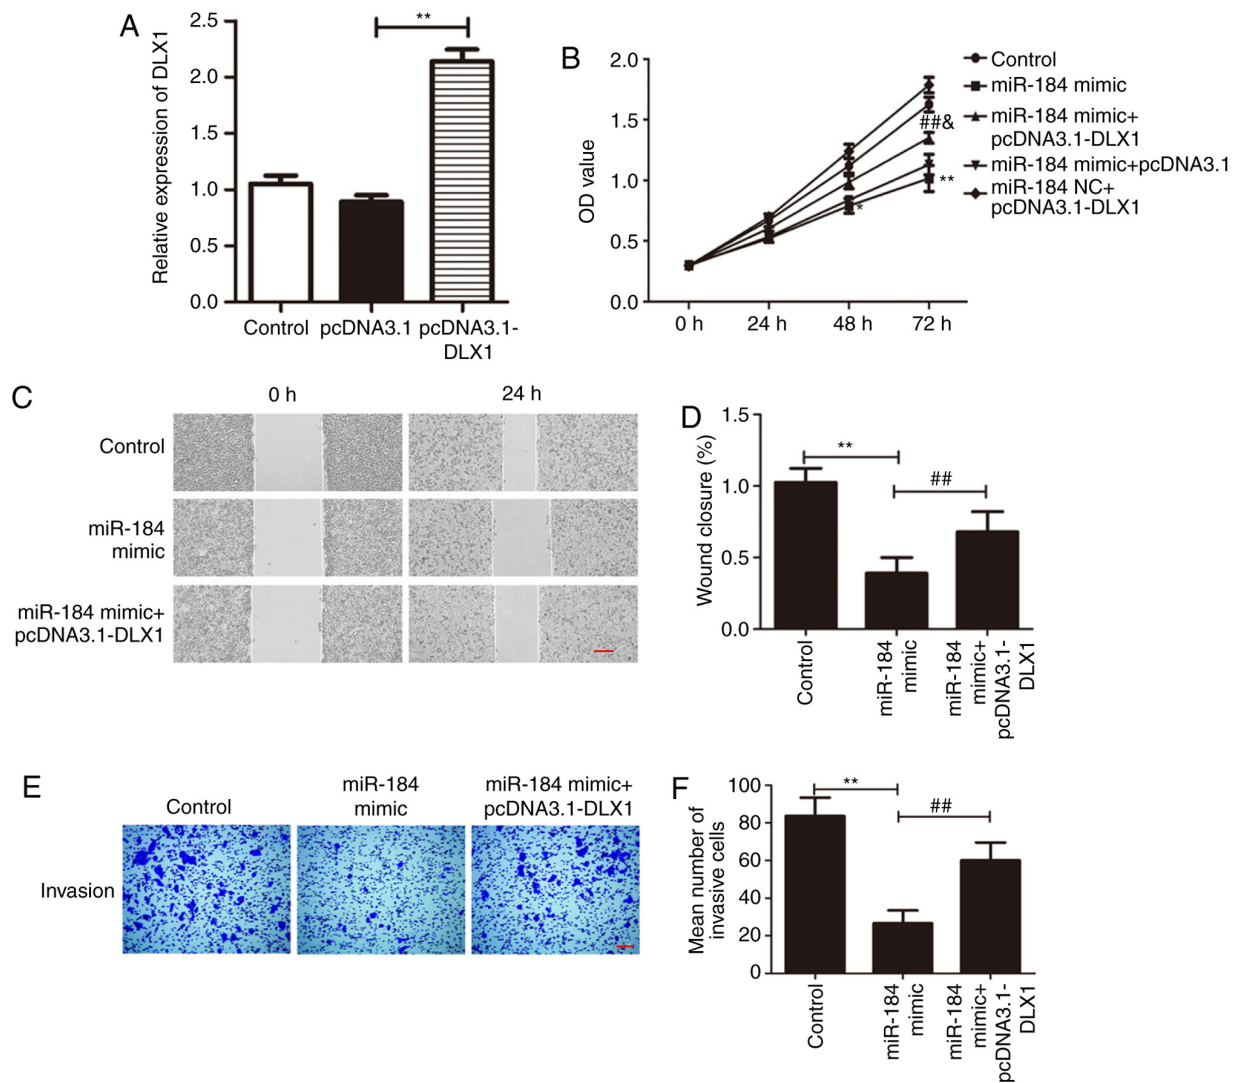 A
Relative expression of DLX1
2.5
2.0
1.5
1.0
0.5
0.0
**
Control
pcDNA3.1
pcDNA3.1-
DLX1
B
OD value
2.0
1.5
1.0
0.5
0.0
0 h
24 h
48 h
72 h
##&
**
*
Control
miR-184 mimic
miR-184 mimic+
pcDNA3.1-DLX1
miR-184 mimic+pcDNA3.1
miR-184 NC+
pcDNA3.1-DLX1
C
0 h
24 h
Control
miR-184
mimic
miR-184 mimic+
pcDNA3.1-DLX1
D
Wound closure (%)
1.5
1.0
0.5
0.0
**
##
Control
miR-184
mimic
miR-184
mimic+
pcDNA3.1-
DLX1
E
Control
miR-184
mimic
miR-184 mimic+
pcDNA3.1-DLX1
Invasion
F
Mean number of
invasive cells
100
80
60
40
20
0
**
##
Control
miR-184
mimic
miR-184
mimic+
pcDNA3.1-
DLX1